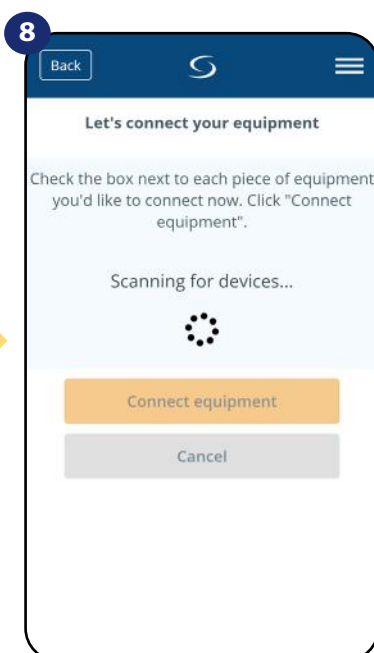 8
Back
Let's connect your equipment
Check the box next to each piece of equipment
you'd like to connect now. Click "Connect
equipment".
Scanning for devices...
Connect equipment
Cancel